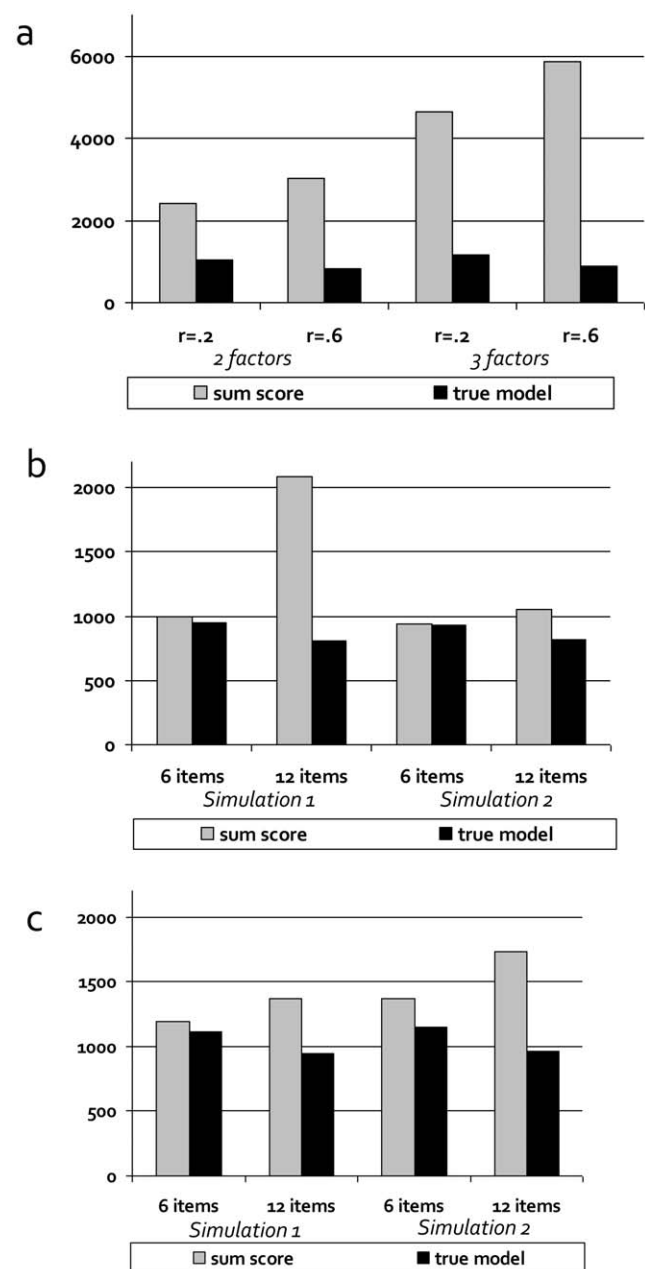 a
6000
4000
2000
0
r=.2 r=.6 r=.2 r=.6
2 factors 3 factors
sum score true model
b
2000
1500
1000
500
0
6 items 12 items 6 items 12 items
Simulation 1 Simulation 2
sum score true model
c
2000
1500
1000
500
0
6 items 12 items 6 items 12 items
Simulation 1 Simulation 2
sum score true model